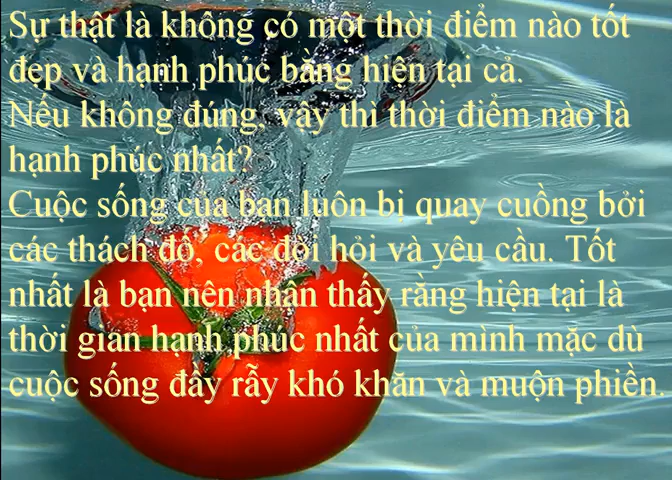 Sự thật là không có một thời điểm nào tốt
đẹp và hạnh phúc bằng hiện tại cả.
Nếu không đúng, vậy thì thời điểm nào là
hạnh phúc nhất?
Cuộc sống của bạn luôn bị quay cuồng bởi
các thách đố, các đòi hỏi và yêu cầu. Tốt
nhất là bạn nên nhận thấy rằng hiện tại là
thời gian hạnh phúc nhất của mình mặc dù
cuộc sống đầy rẫy khó khăn và muộn phiền.